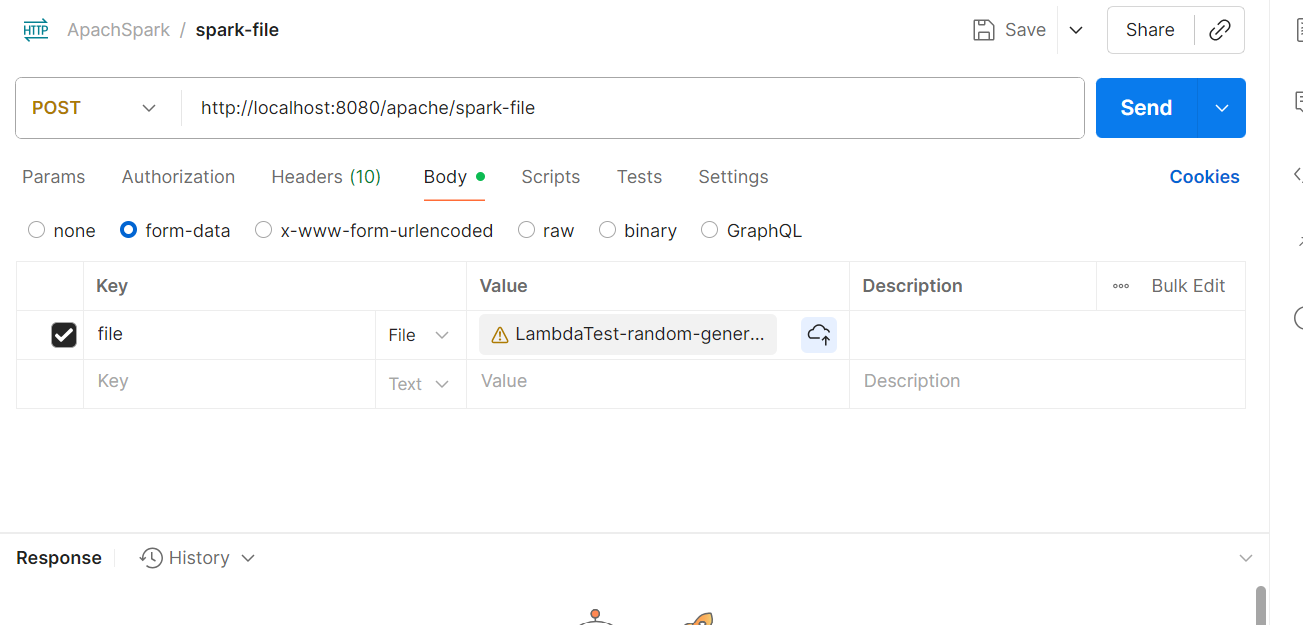 HTTP ApachSpark / spark-file Save Share
POST http://localhost:8080/apache/spark-file Send
Params Authorization Headers (10) Body Scripts Tests Settings Cookies
none form-data x-www-form-urlencoded raw binary GraphQL
Key Value Description Bulk Edit
file File LambdaTest-random-gener...
Key Text Value Description
Response History